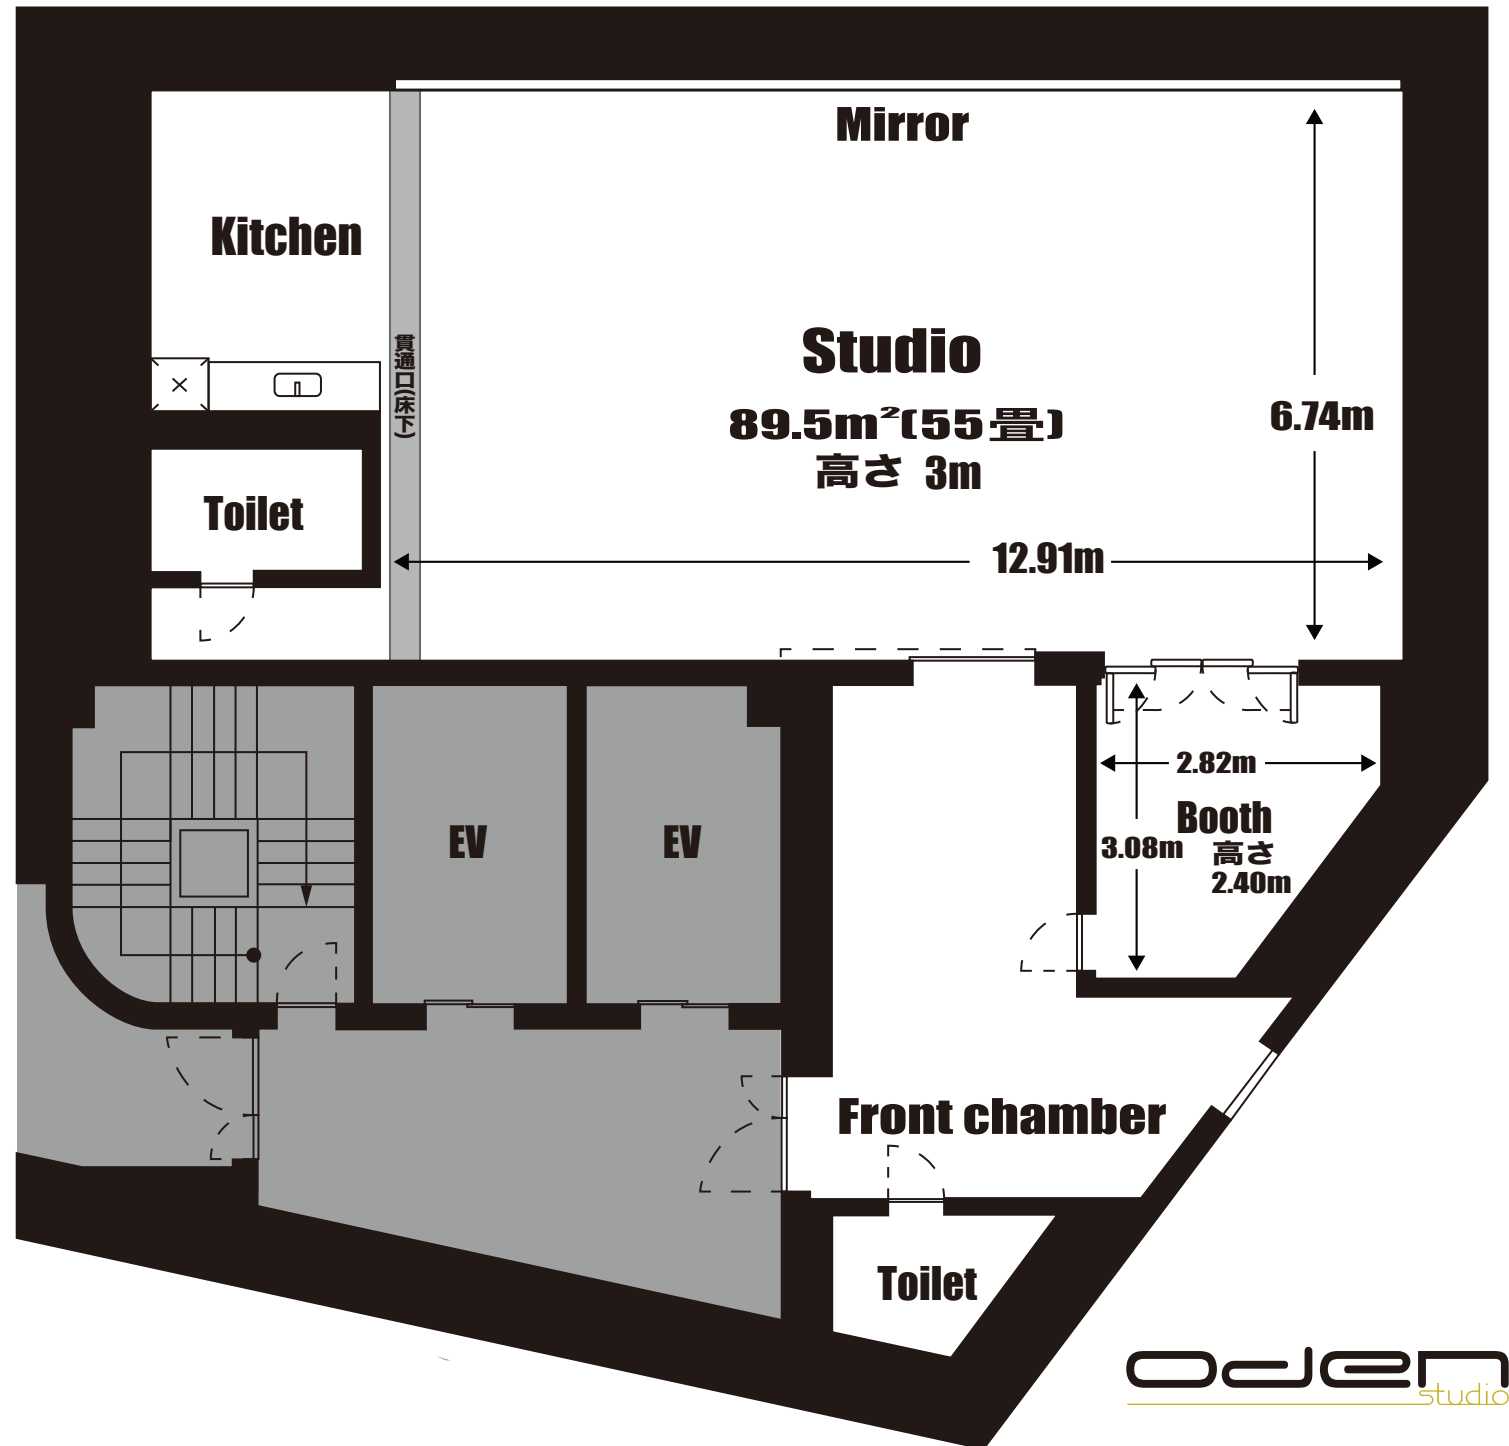 Mirror
Kitchen
貫通口(床下)
Studio
89.5m²(55畳)
高さ 3m
6.74m
Toilet
12.91m
2.82m
Booth
3.08m
高さ
2.40m
EV
EV
Front chamber
Toilet
oden
studio